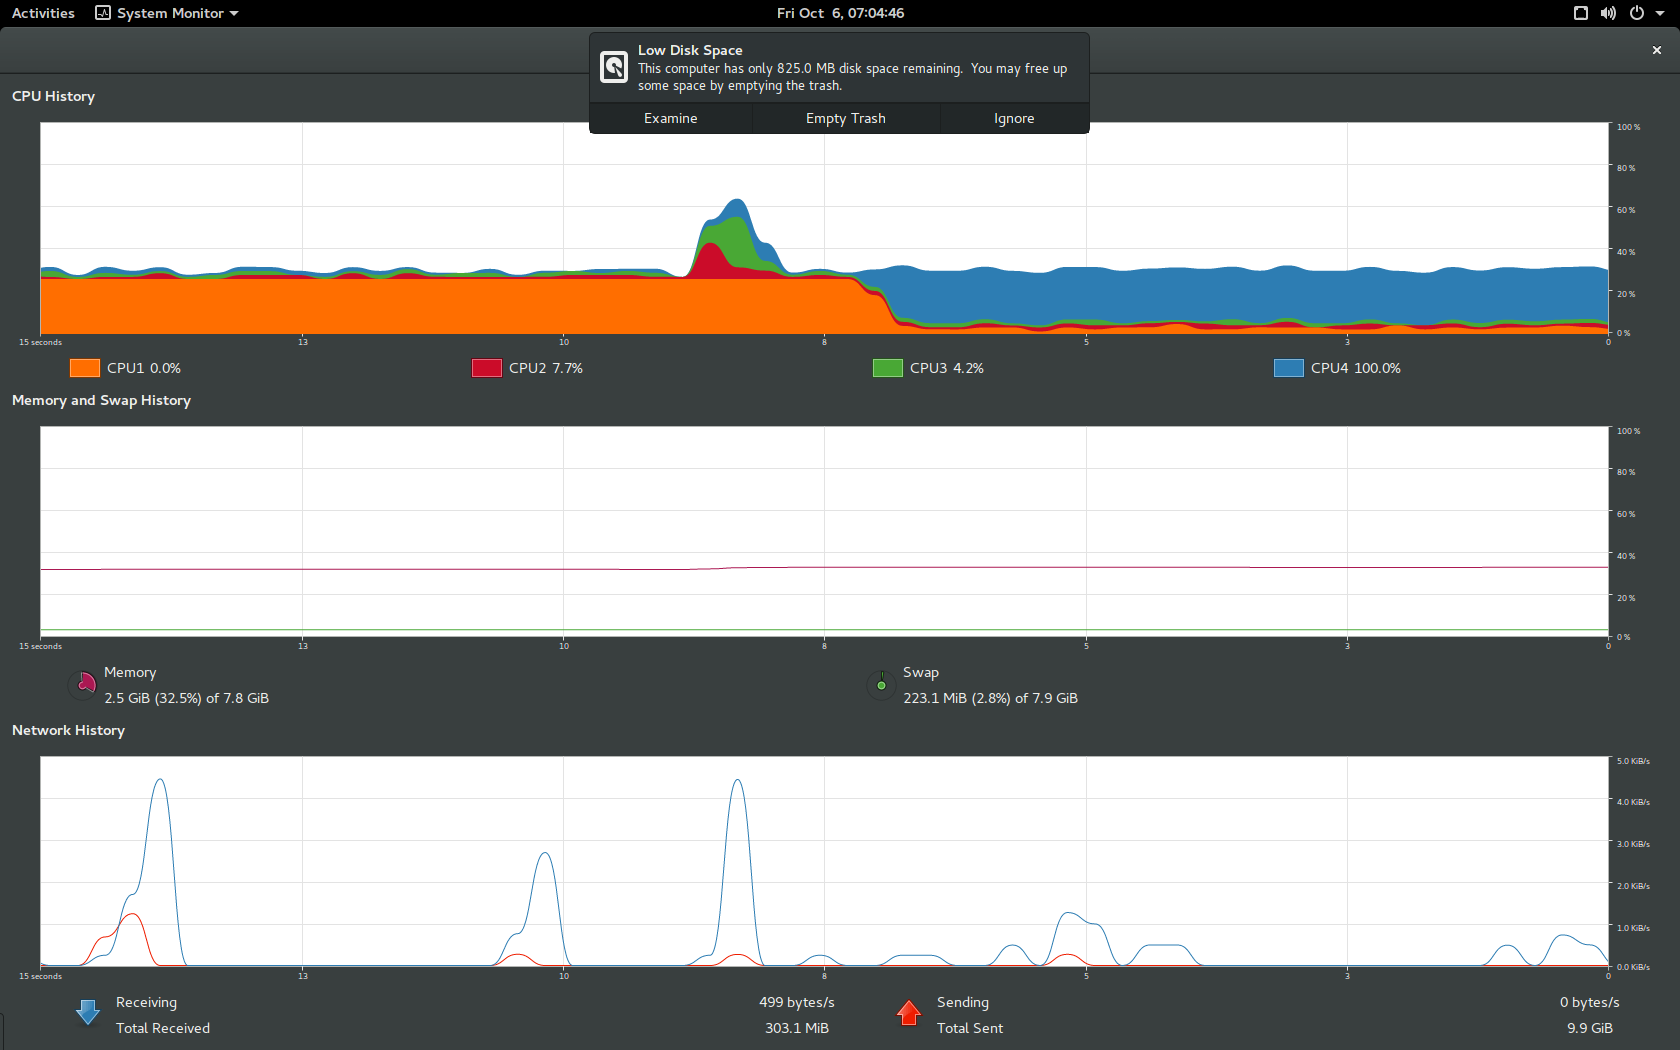 Activities
System Monitor
Fri Oct  6, 07:04:46
Low Disk Space
This computer has only 825.0 MB disk space remaining.  You may free up
some space by emptying the trash.
Examine
Empty Trash
Ignore
CPU History
100 %
80 %
60 %
40 %
20 %
0 %
15 seconds
13
10
8
5
3
0
CPU1 0.0%
CPU2 7.7%
CPU3 4.2%
CPU4 100.0%
Memory and Swap History
100 %
80 %
60 %
40 %
20 %
0 %
15 seconds
13
10
8
5
3
0
Memory
2.5 GiB (32.5%) of 7.8 GiB
Swap
223.1 MiB (2.8%) of 7.9 GiB
Network History
5.0 KiB/s
4.0 KiB/s
3.0 KiB/s
2.0 KiB/s
1.0 KiB/s
0.0 KiB/s
15 seconds
13
10
8
5
3
0
Receiving
499 bytes/s
Total Received
303.1 MiB
Sending
0 bytes/s
Total Sent
9.9 GiB